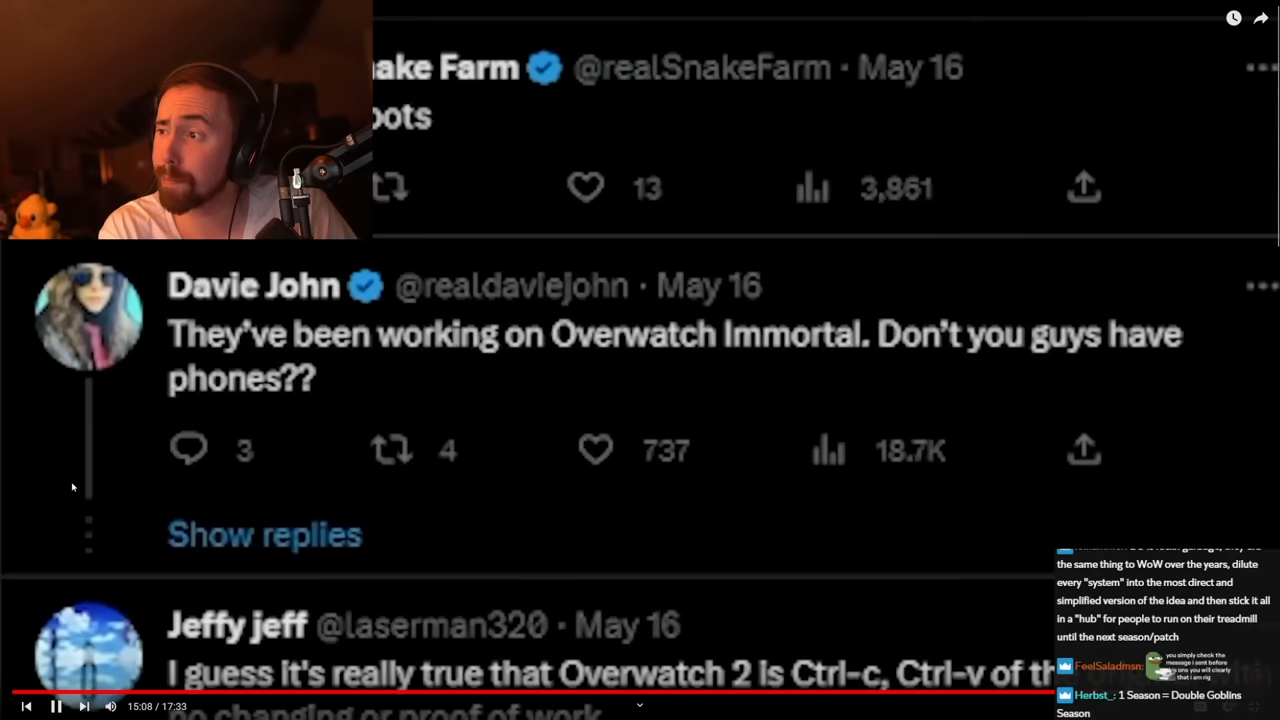 ake Farm @realSnakeFarm · May 16
oots
13 3,861
Davie John @realdaviejohn · May 16
They've been working on Overwatch Immortal. Don't you guys have
phones??
3 4 737 18.7K
Show replies
Jeffy jeff @laserman320 · May 16
I guess it's really true that Overwatch 2 is Ctrl-c, Ctrl-v of
no changing or proof of work
the same thing to WoW over the years, dilute
every "system" into the most direct and
simplified version of the idea and then stick it all
in a "hub" for people to run on their treadmill
until the next season/patch
FeelSaladmsn:
you simply check the
message i sent before
one you will clearly
that i am rig
Herbst_: 1 Season = Double Goblins
Season
15:08 / 17:33